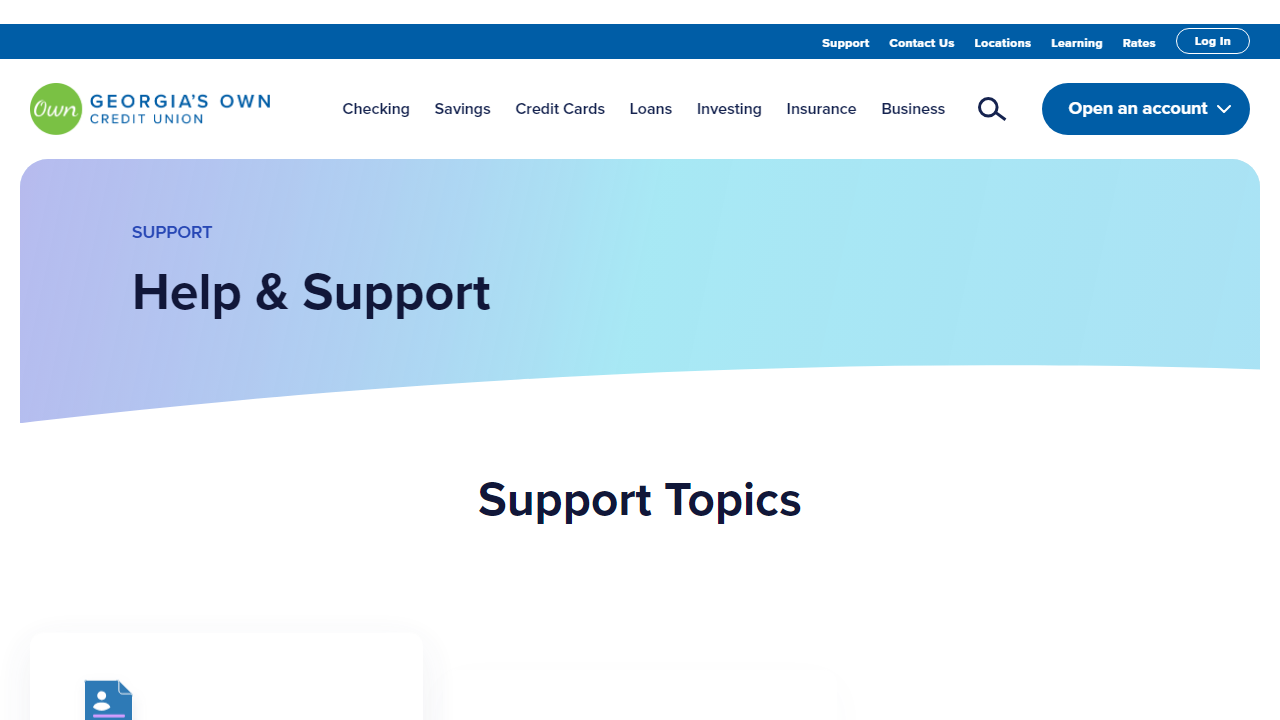 Support Contact Us Locations Learning Rates Log In
Own GEORGIA'S OWN
CREDIT UNION
Checking Savings Credit Cards Loans Investing Insurance Business Open an account
SUPPORT
Help & Support
Support Topics